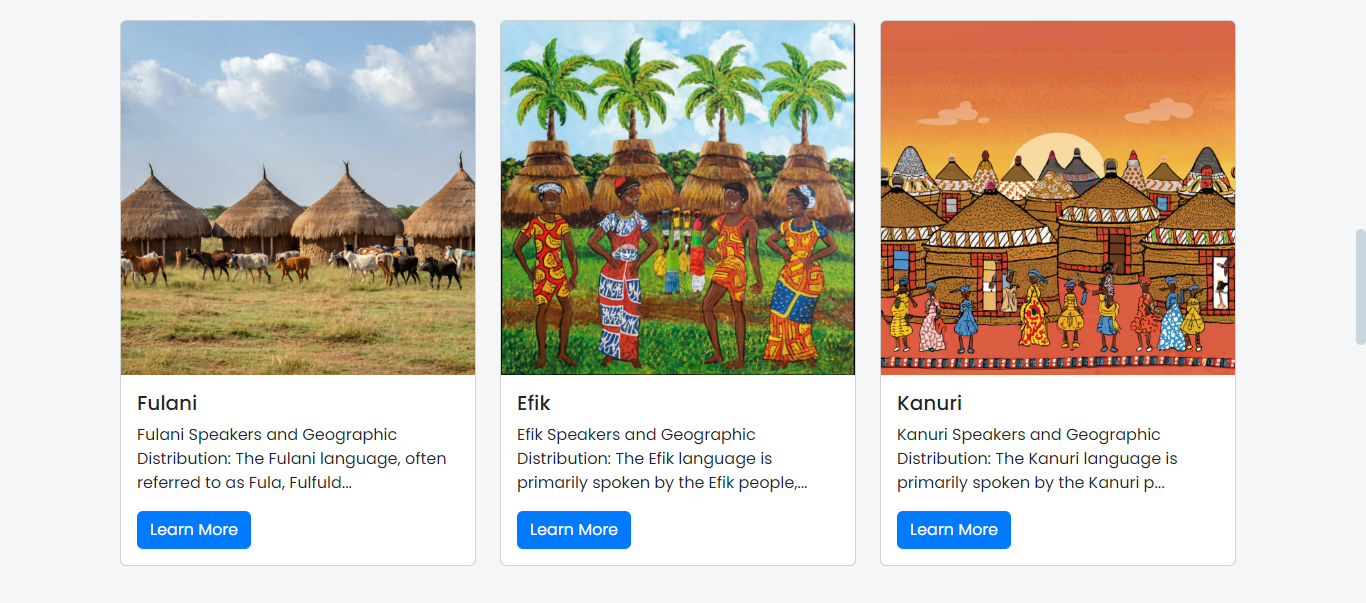 Fulani
Fulani Speakers and Geographic
Distribution: The Fulani language, often
referred to as Fula, Fulfuld...
Learn More
Efik
Efik Speakers and Geographic
Distribution: The Efik language is
primarily spoken by the Efik people,...
Learn More
Kanuri
Kanuri Speakers and Geographic
Distribution: The Kanuri language is
primarily spoken by the Kanuri p...
Learn More